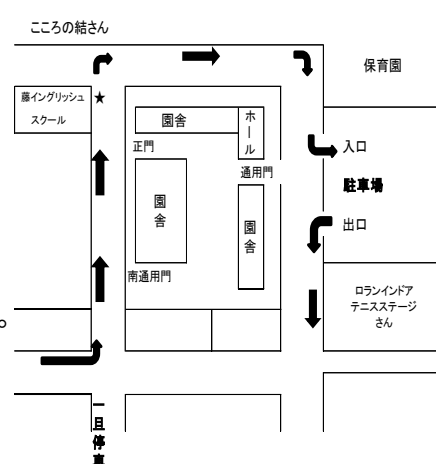 こころの結さん
保育園
藤イングリッシュ
スクール
★
園舎
ホール
正門
入口
通用門
駐車場
園舎
園舎
出口
南通用門
ロランインドア
テニスステージ
さん
。
一旦停車